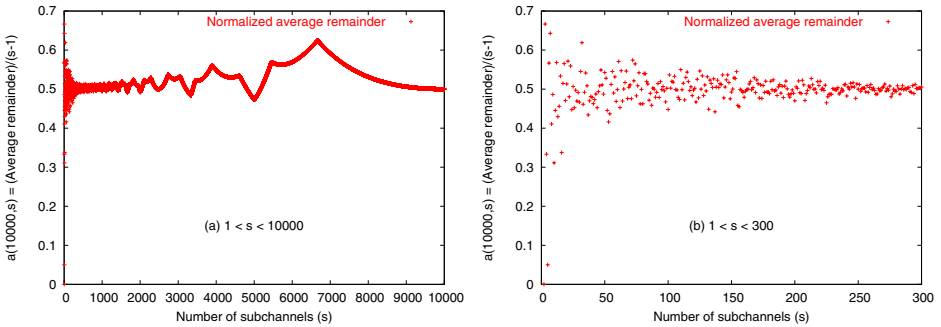 a(10000,s) = (Average remainder)/(s-1)
0.7
0.6
0.5
0.4
0.3
0.2
0.1
0
Normalized average remainder
(a) 1 < s < 10000
0 1000 2000 3000 4000 5000 6000 7000 8000 9000 10000
Number of subchannels (s)
a(10000,s) = (Average remainder)/(s-1)
0.7
0.6
0.5
0.4
0.3
0.2
0.1
0
Normalized average remainder
(b) 1 < s < 300
0 50 100 150 200 250 300
Number of subchannels (s)